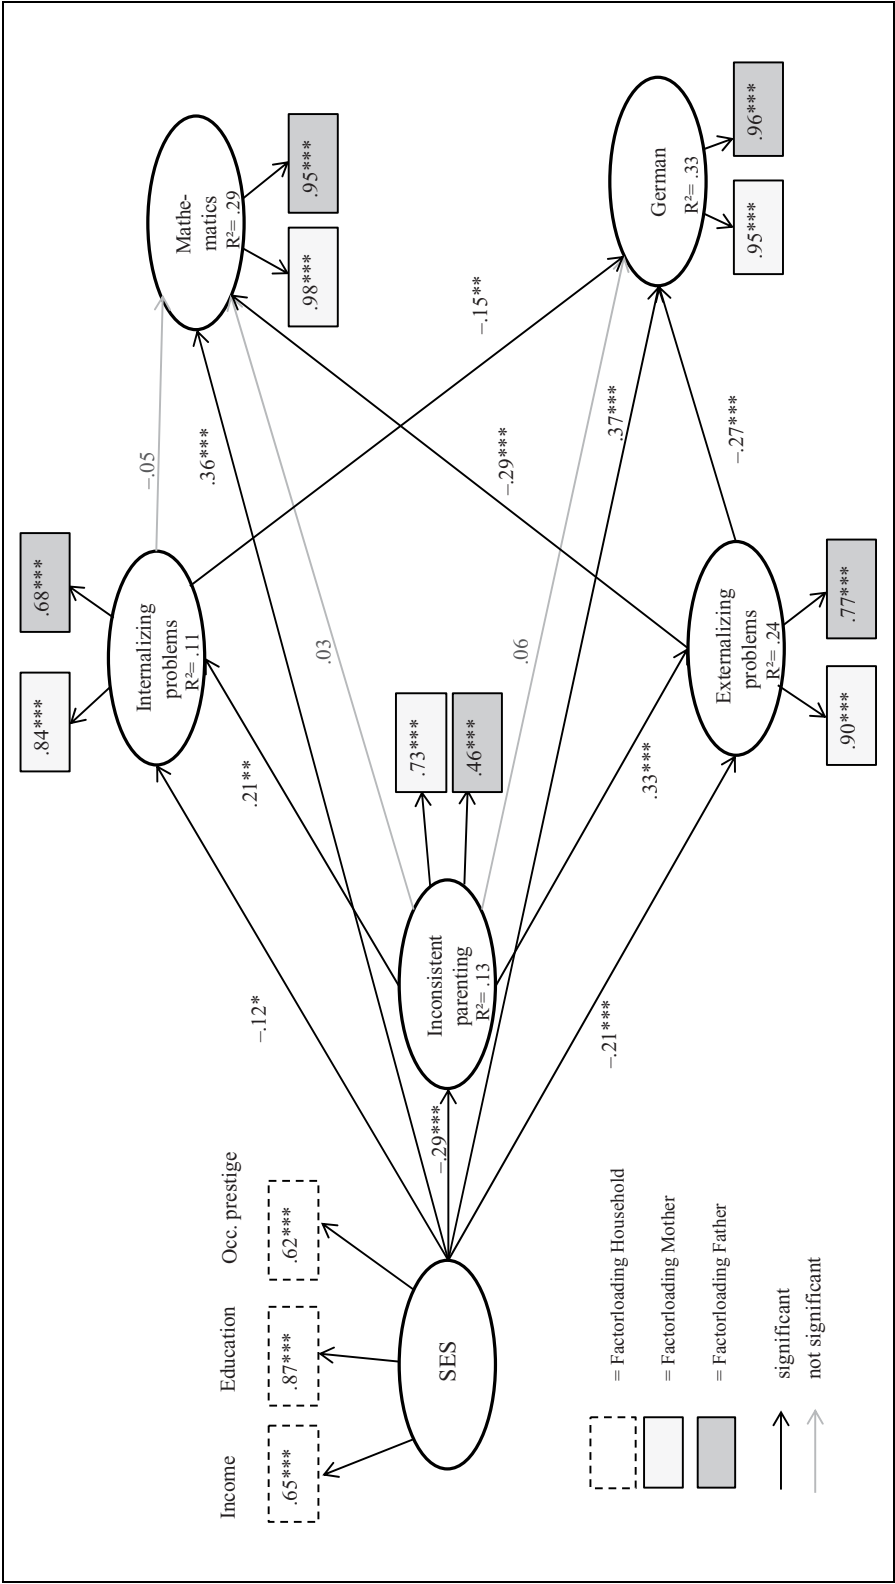 Income
Education
Occ. prestige
.65***
.87***
.62***
SES
–.12*
–.29***
–.21***
Inconsistent
parenting
R²= .13
.73***
.46***
.21**
.33***
.84***
.68***
Internalizing
problems
R²= .11
Externalizing
problems
R²= .24
.90***
.77***
–.05
.36***
.03
–.15**
–.29***
.06
.37***
–.27***
Mathe-
matics
R²= .29
.98***
.95***
German
R²= .33
.95***
.96***
= Factorloading Household
= Factorloading Mother
= Factorloading Father
significant
not significant